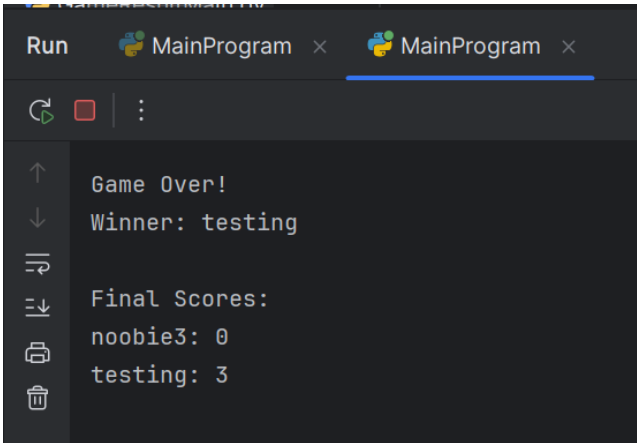 Run MainProgram × MainProgram ×
Game Over!
Winner: testing
Final Scores:
noobie3: 0
testing: 3